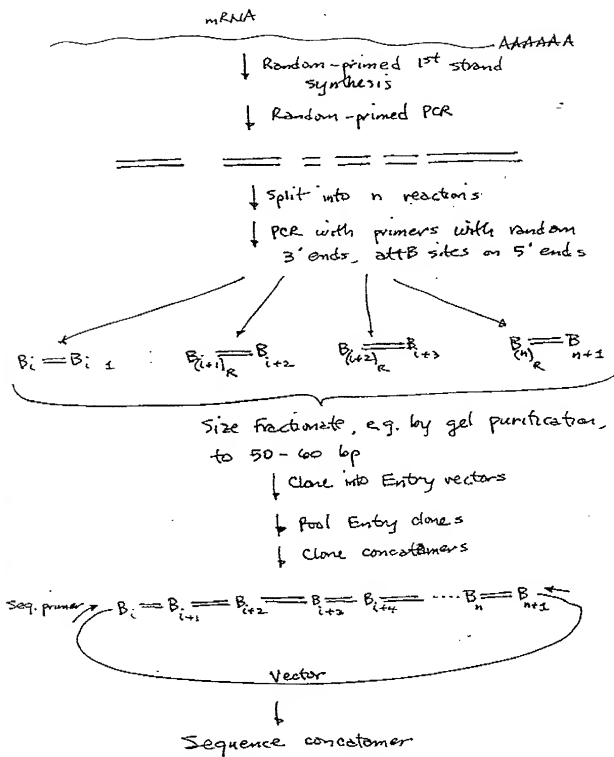 mRNA
AAAAAA
Random-primed 1st strand
synthesis
Random-primed PCR
Split into n reactions
PCR with primers with random
3' ends, attB sites on 5' ends
Bi = Bi 1 : B(i+1)R = Bi+2 B(i+2)R = Bi+3 B(n)R = Bn+1
Size fractionate, e.g. by gel purification,
to 50-60 bp
Clone into Entry vectors
Pool Entry clones
Clone concatamers
Seq. primer Bi = Bi+1 = Bi+2 = Bi+3 = Bi+4 = .... Bn = Bn+1
Vector
Sequence concatomer